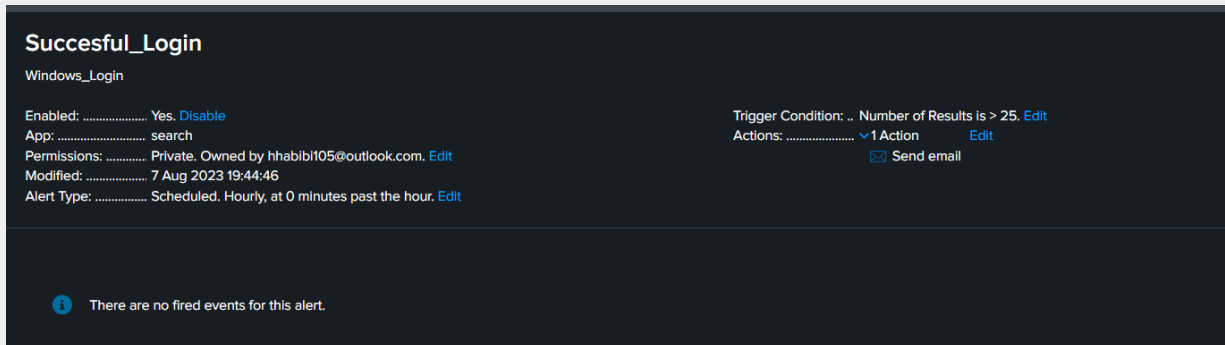 Succesful_Login
Windows_Login
Enabled: ................... Yes. Disable
App: .......................... search
Permissions: ............ Private. Owned by hhabibi105@outlook.com. Edit
Modified: .................. 7 Aug 2023 19:44:46
Alert Type: ................ Scheduled. Hourly, at 0 minutes past the hour. Edit
Trigger Condition: .. Number of Results is > 25. Edit
Actions: .................... 1 Action Edit
Send email
There are no fired events for this alert.